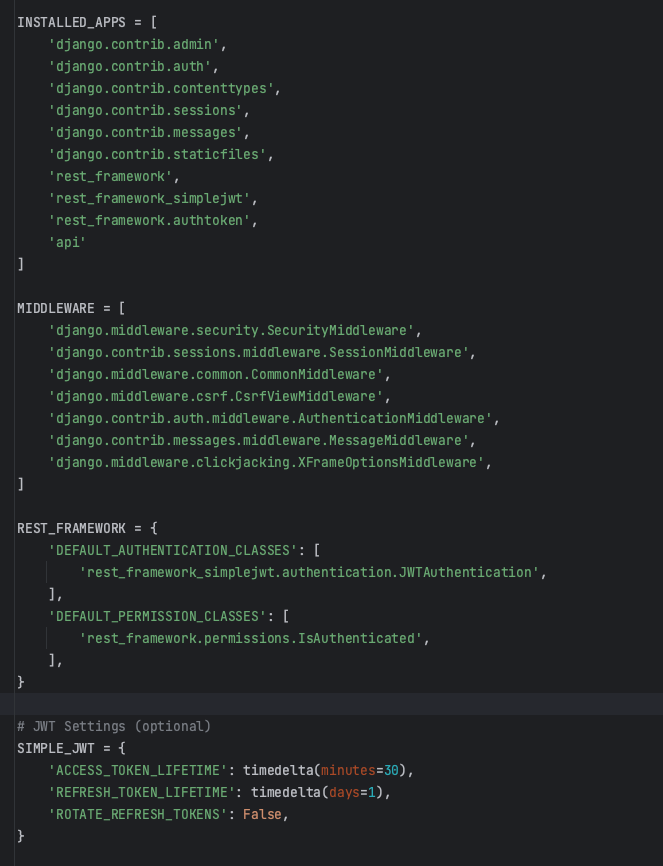 INSTALLED_APPS = [
    'django.contrib.admin',
    'django.contrib.auth',
    'django.contrib.contenttypes',
    'django.contrib.sessions',
    'django.contrib.messages',
    'django.contrib.staticfiles',
    'rest_framework',
    'rest_framework_simplejwt',
    'rest_framework.authtoken',
    'api'
]

MIDDLEWARE = [
    'django.middleware.security.SecurityMiddleware',
    'django.contrib.sessions.middleware.SessionMiddleware',
    'django.middleware.common.CommonMiddleware',
    'django.middleware.csrf.CsrfViewMiddleware',
    'django.contrib.auth.middleware.AuthenticationMiddleware',
    'django.contrib.messages.middleware.MessageMiddleware',
    'django.middleware.clickjacking.XFrameOptionsMiddleware',
]

REST_FRAMEWORK = {
    'DEFAULT_AUTHENTICATION_CLASSES': [
        'rest_framework_simplejwt.authentication.JWTAuthentication',
    ],
    'DEFAULT_PERMISSION_CLASSES': [
        'rest_framework.permissions.IsAuthenticated',
    ],
}

# JWT Settings (optional)
SIMPLE_JWT = {
    'ACCESS_TOKEN_LIFETIME': timedelta(minutes=30),
    'REFRESH_TOKEN_LIFETIME': timedelta(days=1),
    'ROTATE_REFRESH_TOKENS': False,
}